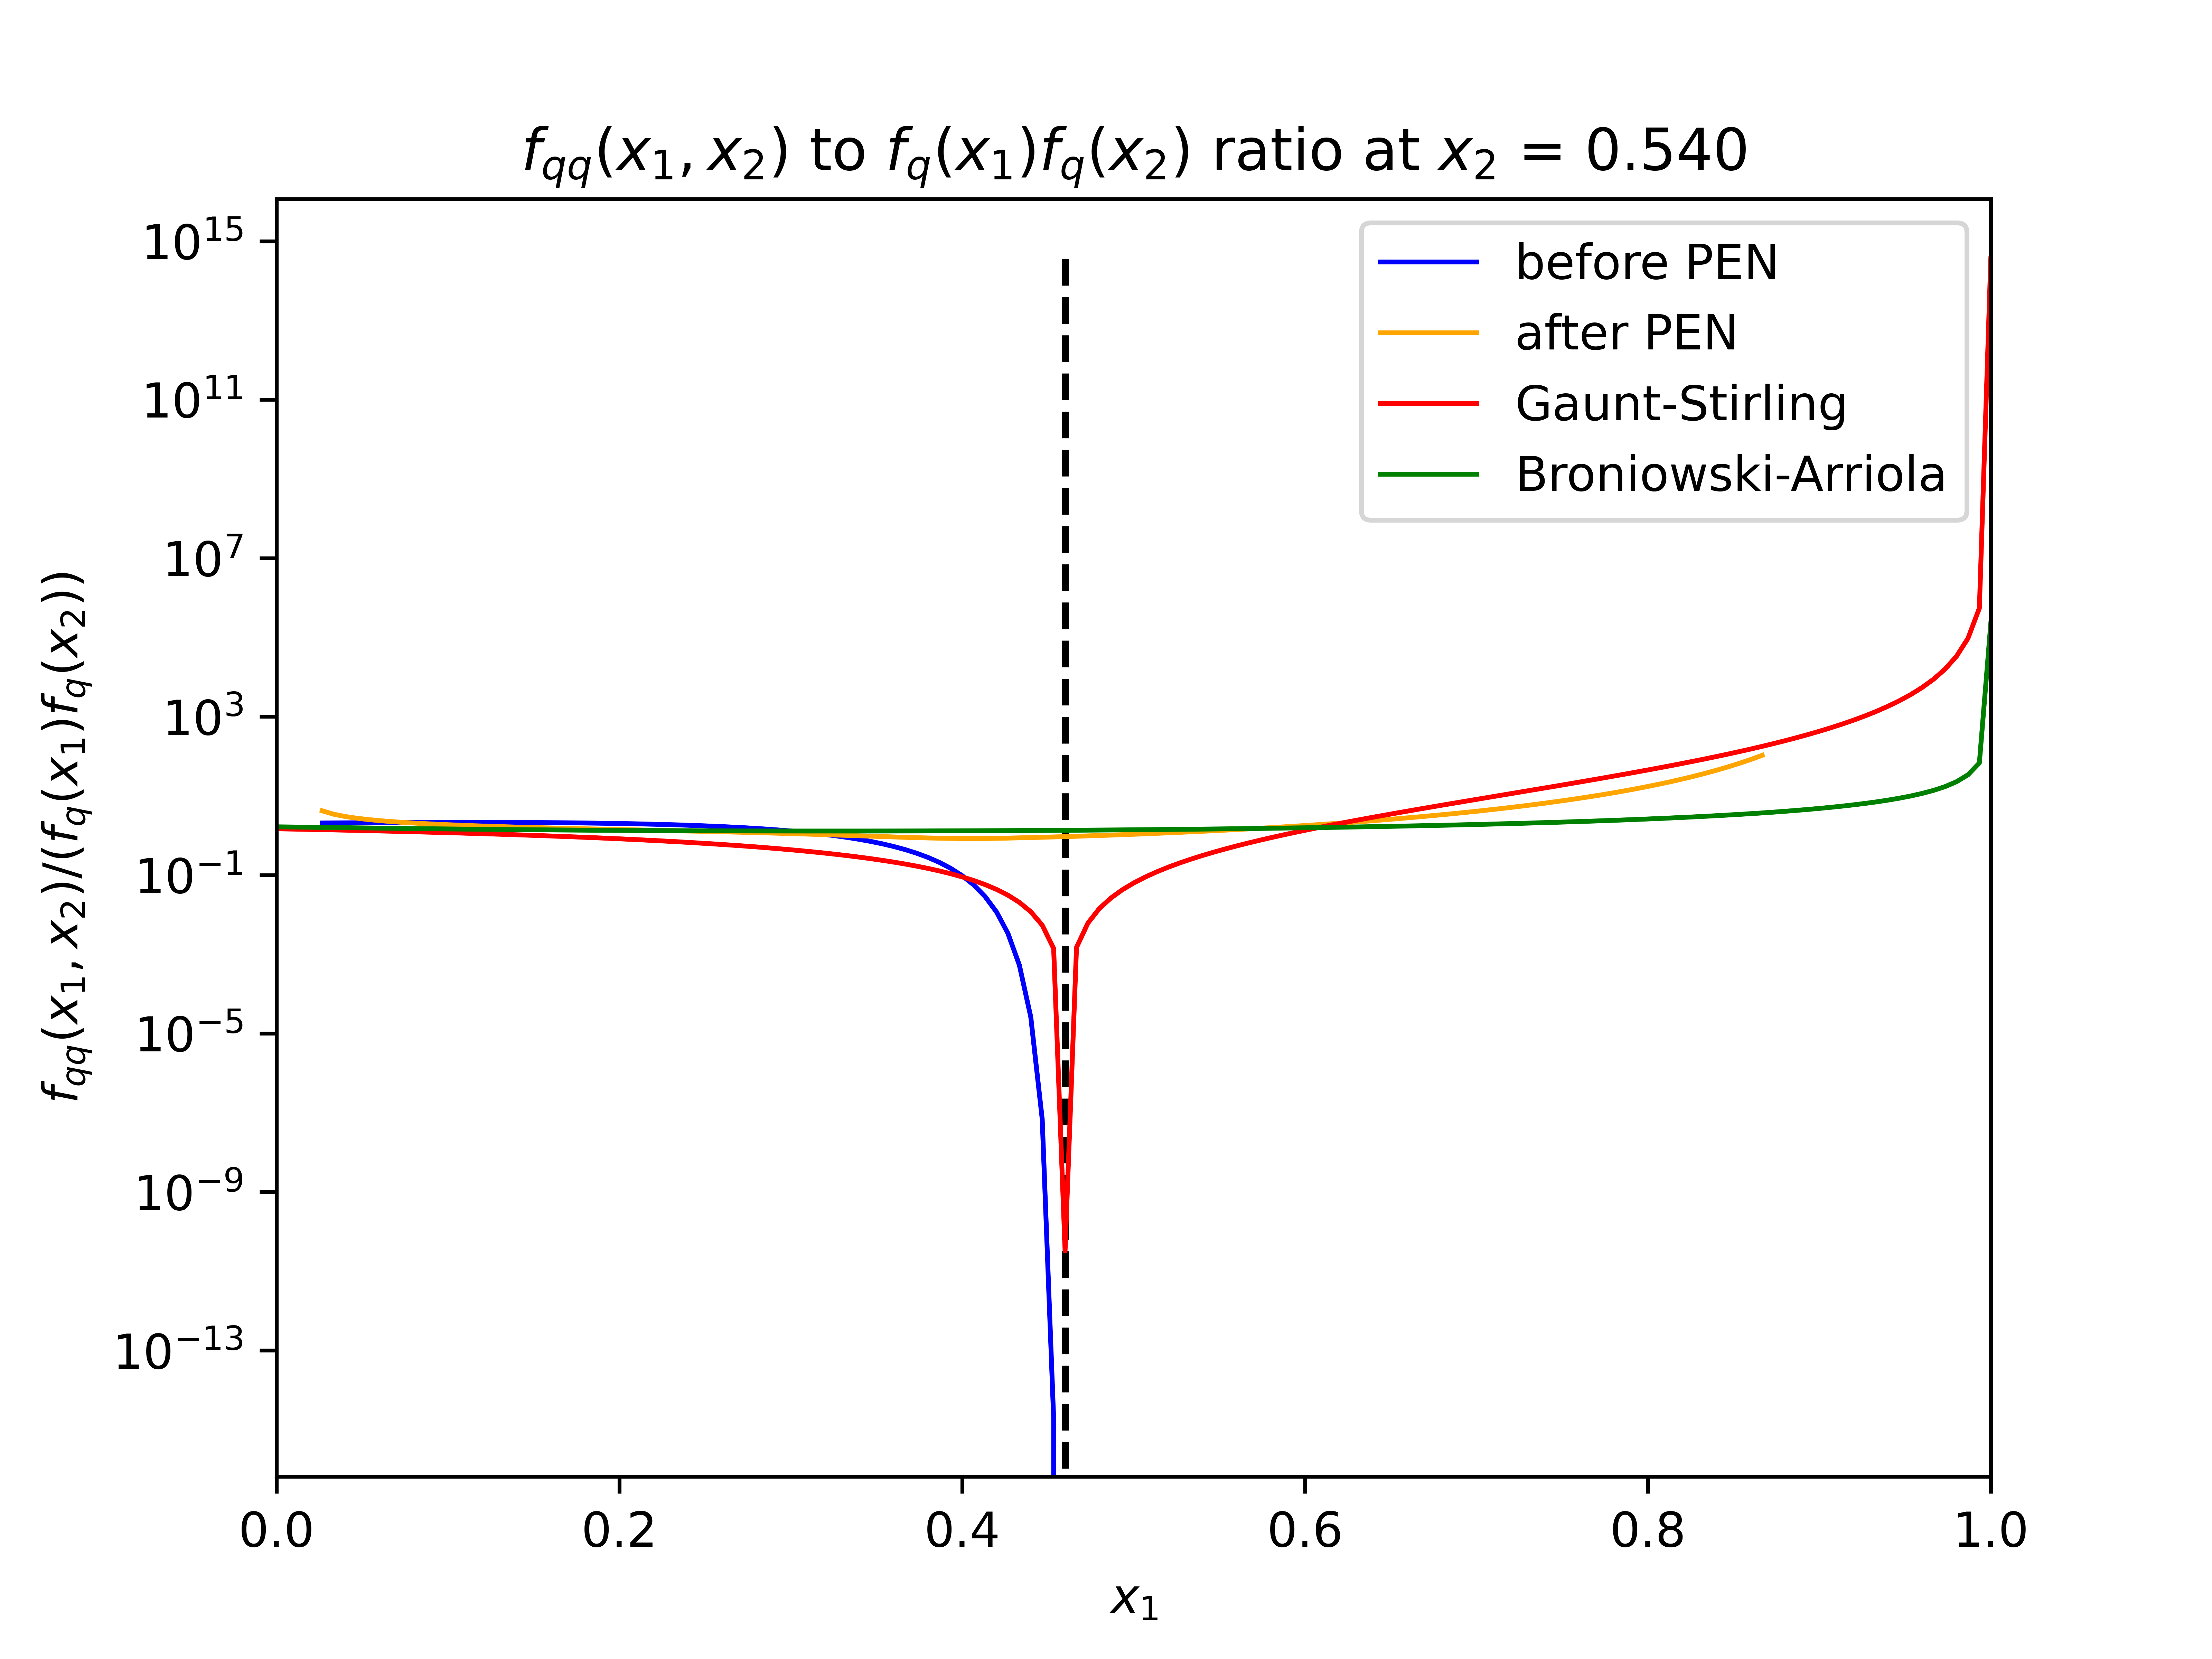 f_qq(x_1, x_2) to f_q(x_1)f_q(x_2) ratio at x_2 = 0.540
f_qq(x_1, x_2)/(f_q(x_1)f_q(x_2))
10^15
10^11
10^7
10^3
10^−1
10^−5
10^−9
10^−13
before PEN
after PEN
Gaunt-Stirling
Broniowski-Arriola
0.0 0.2 0.4 0.6 0.8 1.0
x_1